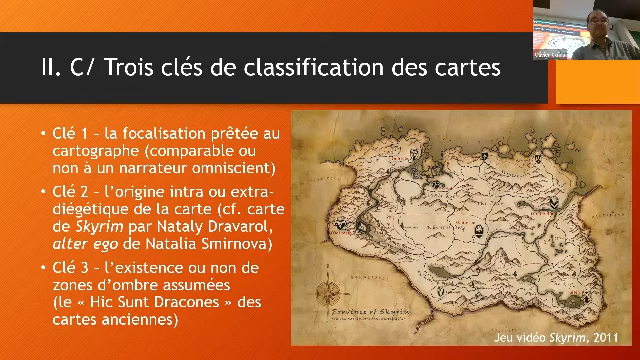 II. C/ Trois clés de classification des cartes
• Clé 1 – la focalisation prêtée au
cartographe (comparable ou
non à un narrateur omniscient)
• Clé 2 – l’origine intra ou extra-
diégétique de la carte (cf. carte
de Skyrim par Nataly Dravarol,
alter ego de Natalia Smirnova)
• Clé 3 – l’existence ou non de
zones d’ombre assumées
(le « Hic Sunt Dracones » des
cartes anciennes)
Province of Skyrim
Jeu vidéo Skyrim, 2011